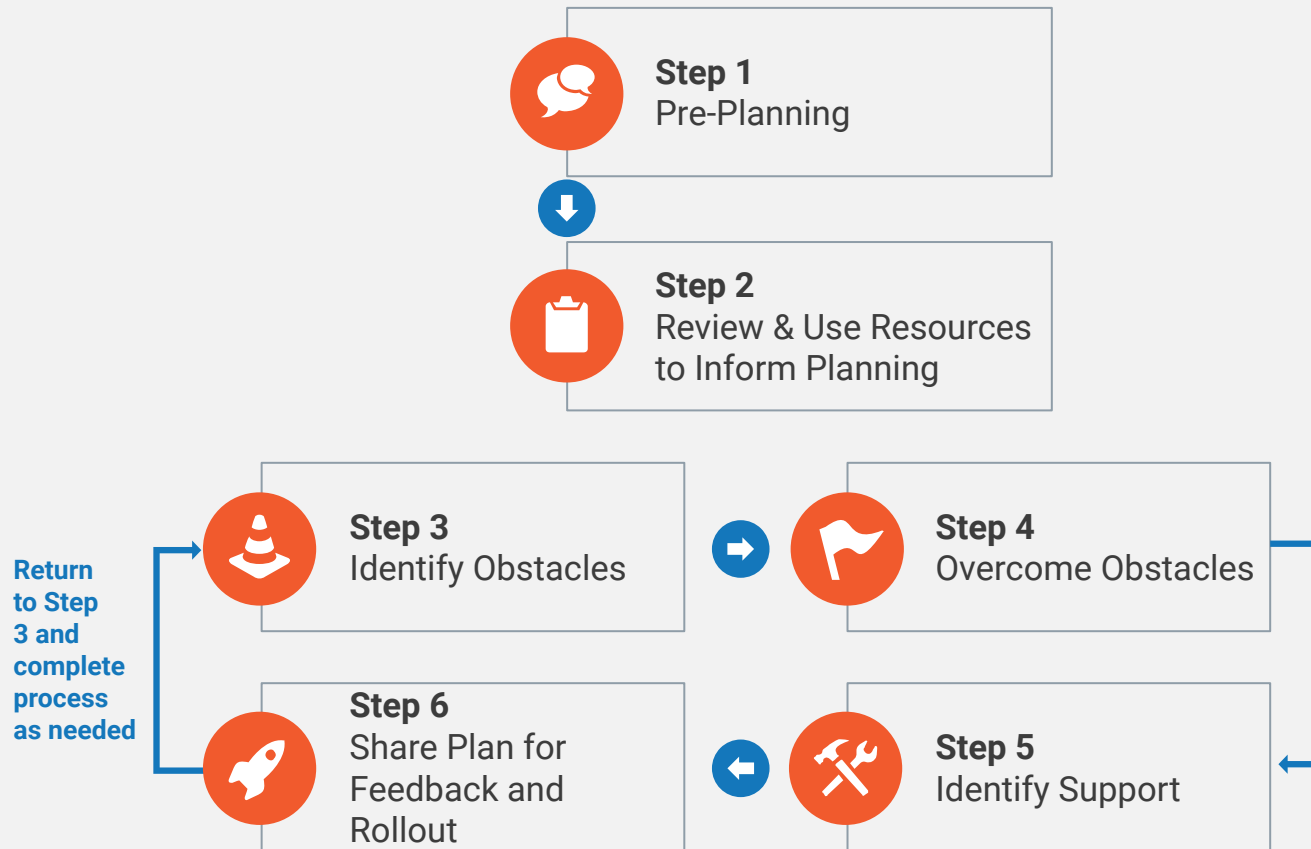 Step 1
Pre-Planning
Step 2
Review & Use Resources
to Inform Planning
Step 3
Identify Obstacles
Step 4
Overcome Obstacles
Return
to Step
3 and
complete
process
as needed
Step 6
Share Plan for
Feedback and
Rollout
Step 5
Identify Support